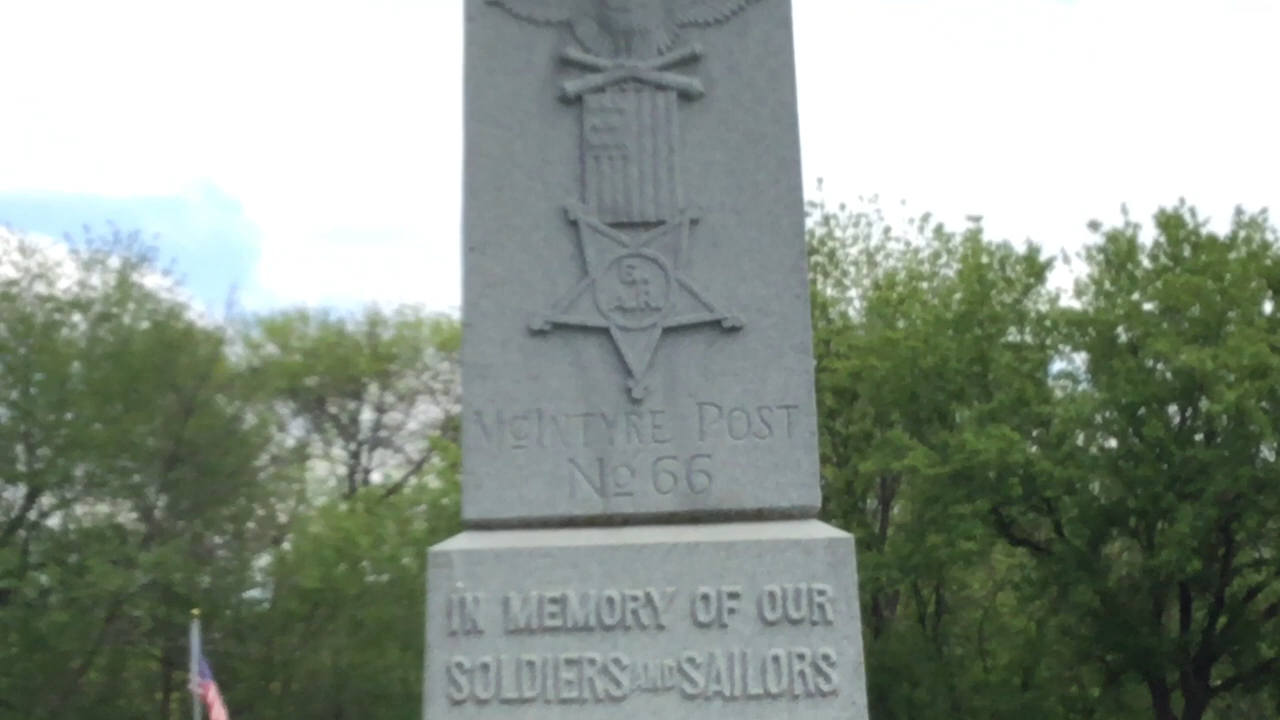 G
A.R
McINTYRE POST
No 66
IN MEMORY OF OUR
SOLDIERS AND SAILORS